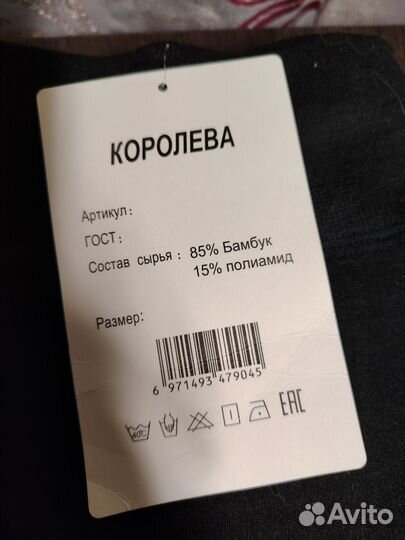 КОРОЛЕВА
Артикул:
ГОСТ:
Состав сырья: 85% Бамбук
15% полиамид
Размер:
6 971493 479045
40℃
EAC
Avito